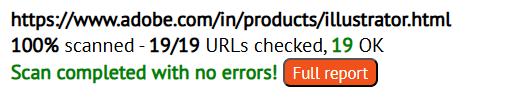 https://www.adobe.com/in/products/illustrator.html
100% scanned - 19/19 URLs checked, 19 OK
Scan completed with no errors! Full report